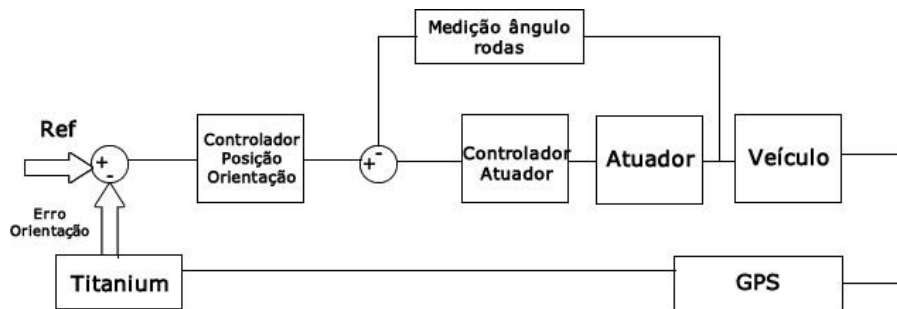 Medição ângulo
rodas
Ref
+
-
Controlador
Posição
Orientação
+
-
Controlador
Atuador
Atuador
Veículo
Erro
Orientação
Titanium
GPS